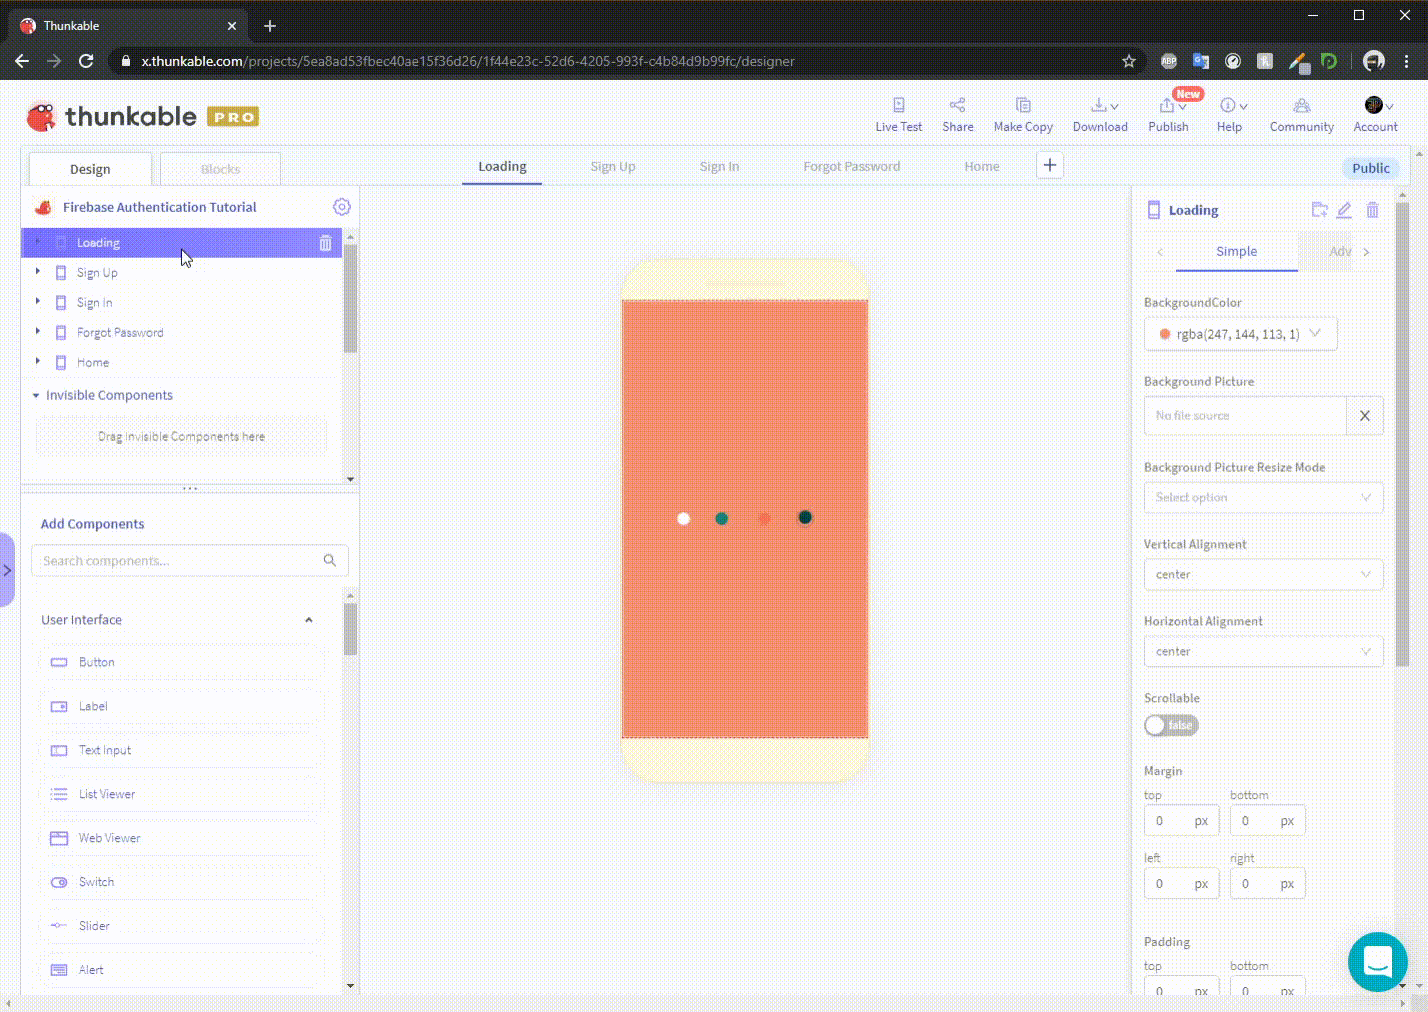 Thunkable
x.thunkable.com/projects/5ea8ad53fbec40ae15f36d26/1f44e23c-52d6-4205-993f-c4b84d9b99fc/designer
ABP
thunkable PRO
New
Live Test Share Make Copy Download Publish Help Community Account
Design Blocks
Loading Sign Up Sign In Forgot Password Home
Public
Firebase Authentication Tutorial
Loading
Sign Up
Sign In
Forgot Password
Home
Invisible Components
Drag Invisible Components here
Add Components
Search components...
User Interface
Button
Label
Text Input
List Viewer
Web Viewer
Switch
Slider
Alert
Loading
Simple Adv
BackgroundColor
rgba(247, 144, 113, 1)
Background Picture
No file source X
Background Picture Resize Mode
Select option
Vertical Alignment
center
Horizontal Alignment
center
Scrollable
false
Margin
top bottom
0 px 0 px
left right
0 px 0 px
Padding
top bottom
0 px 0 px